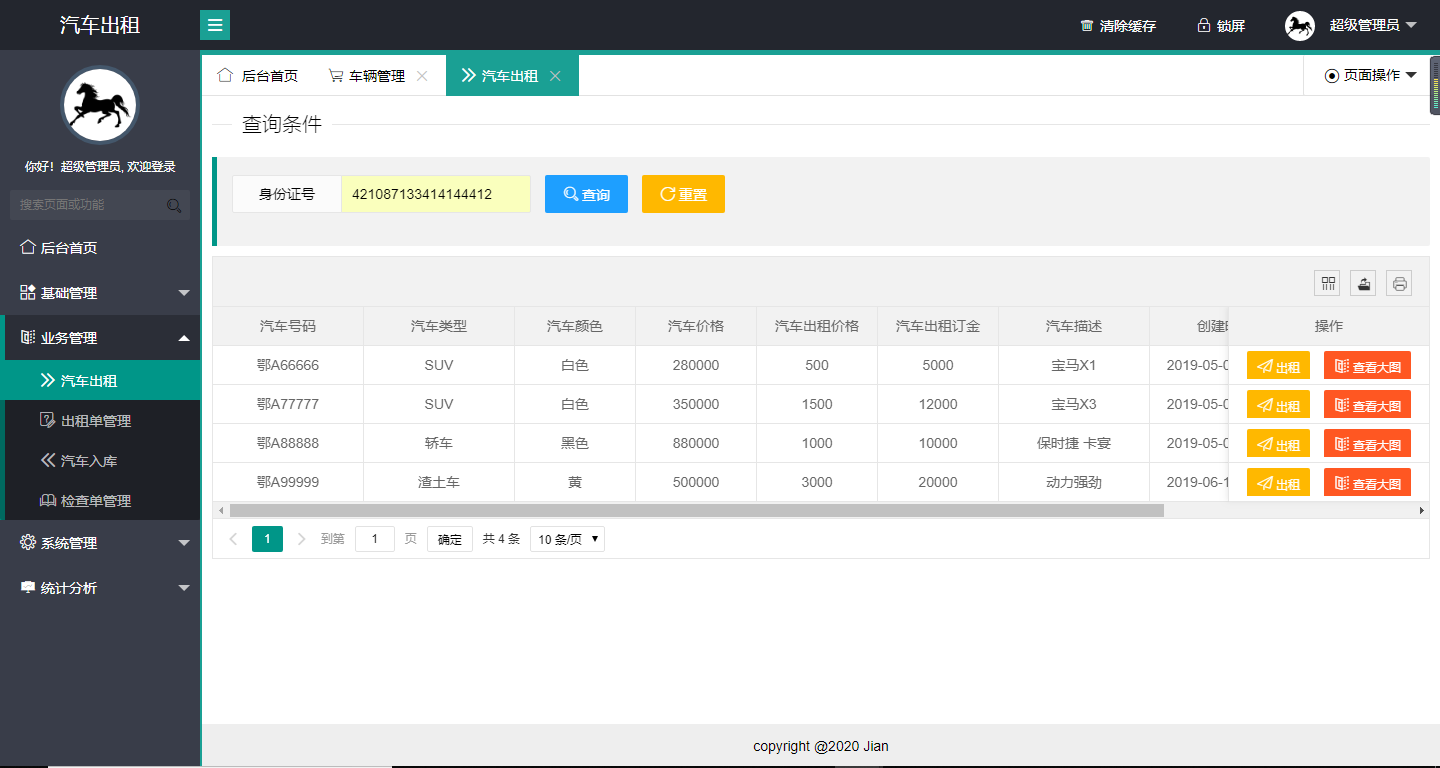 汽车出租
清除缓存 锁屏 超级管理员
后台首页 车辆管理 汽车出租 页面操作
你好！超级管理员, 欢迎登录
搜索页面或功能
后台首页
基础管理
业务管理
汽车出租
出租单管理
汽车入库
检查单管理
系统管理
统计分析
查询条件
身份证号 421087133414144412 查询 重置
汽车号码 汽车类型 汽车颜色 汽车价格 汽车出租价格 汽车出租订金 汽车描述 创建 操作
鄂A66666 SUV 白色 280000 500 5000 宝马X1 2019-05-0 出租 查看大图
鄂A77777 SUV 白色 350000 1500 12000 宝马X3 2019-05-0 出租 查看大图
鄂A88888 轿车 黑色 880000 1000 10000 保时捷 卡宴 2019-05-0 出租 查看大图
鄂A99999 渣土车 黄 500000 3000 20000 动力强劲 2019-06-1 出租 查看大图
1 到第 1 页 确定 共 4 条 10 条/页
copyright @2020 Jian